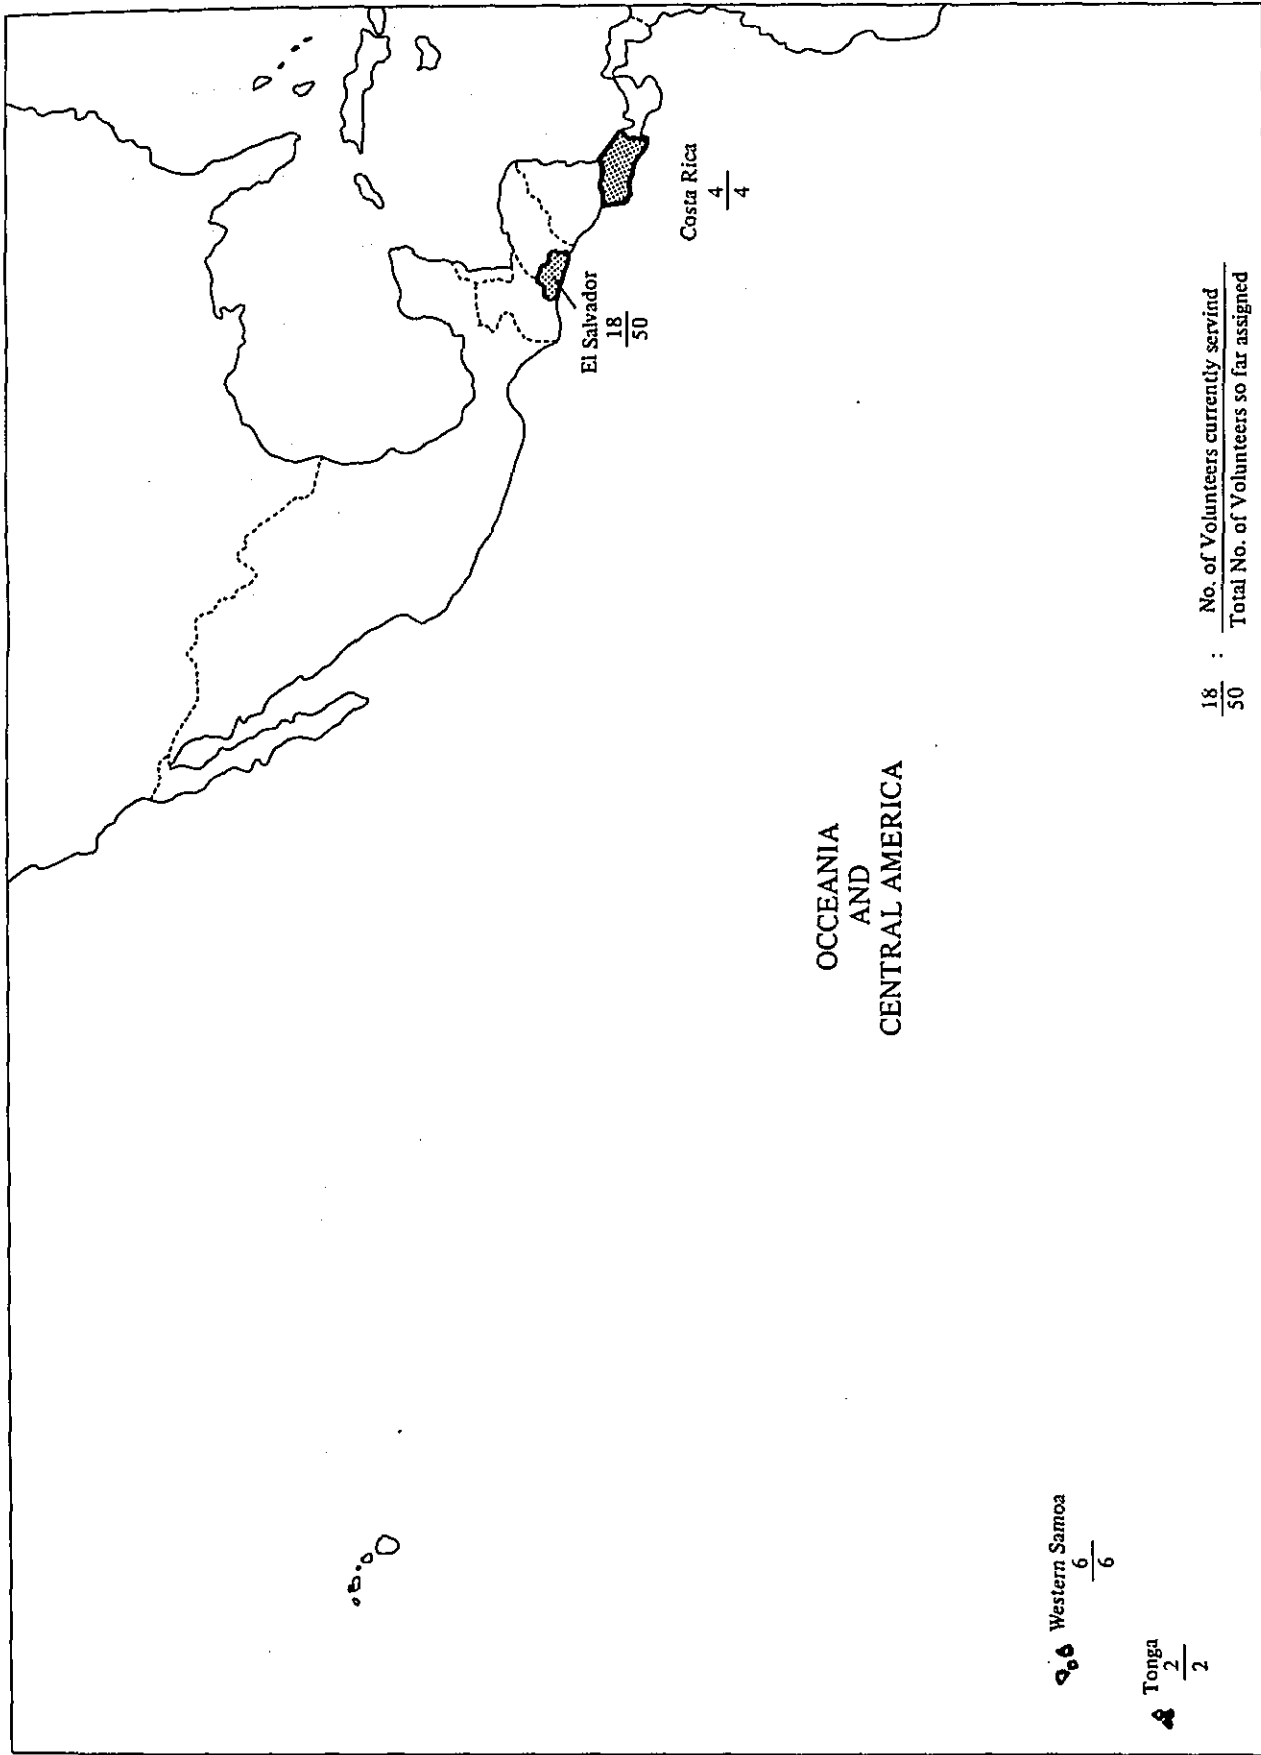 El Salvador
18
50
Costa Rica
4
4
OCCEANIA
AND
CENTRAL AMERICA
Western Samoa
6
6
Tonga
2
2
18 : No. of Volunteers currently servind
50 Total No. of Volunteers so far assigned